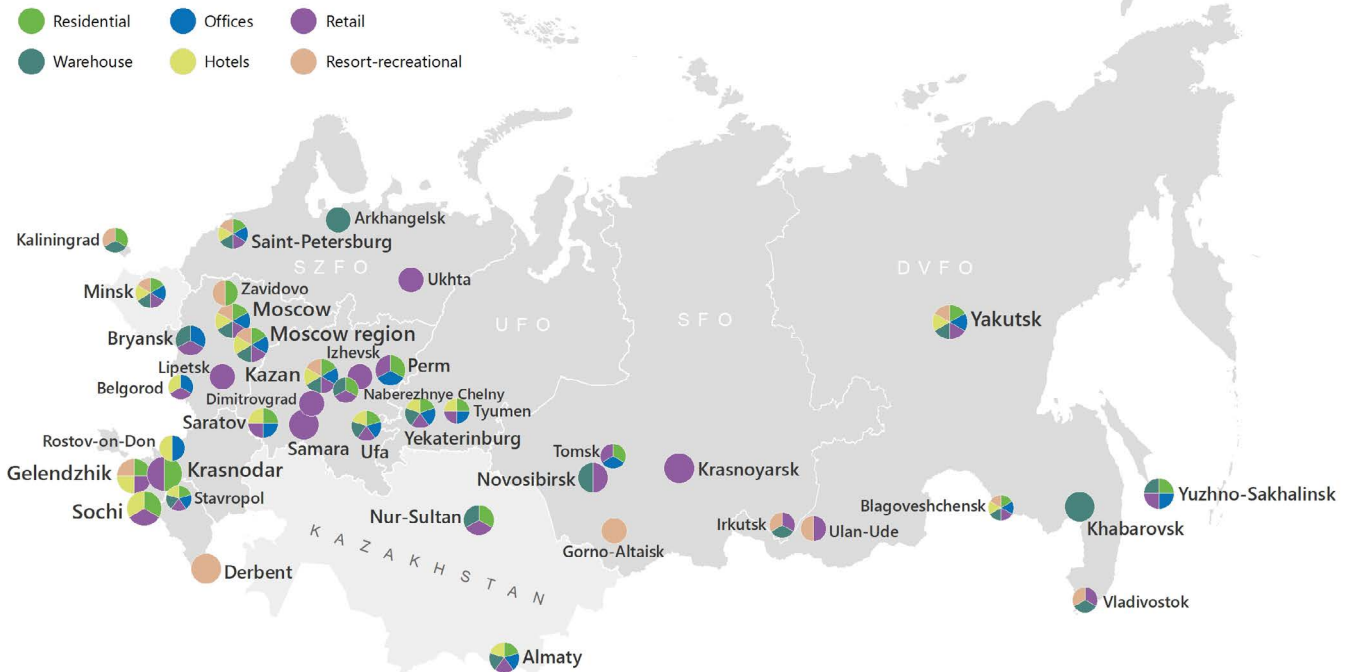 Residential
Offices
Retail
Warehouse
Hotels
Resort-recreational
Arkhangelsk
Kaliningrad
Saint-Petersburg
SZFO
DVFO
Ukhta
Minsk
Zavidovo
Moscow
UFO
SFO
Yakutsk
Bryansk
Moscow region
Izhevsk
Lipetsk
Kazan
Perm
Belgorod
Naberezhnye Chelny
Dimitrovgrad
Tyumen
Saratov
Yekaterinburg
Rostov-on-Don
Samara
Ufa
Tomsk
Gelendzhik
Krasnodar
Krasnoyarsk
Novosibirsk
Stavropol
Yuzhno-Sakhalinsk
Sochi
Blagoveshchensk
Nur-Sultan
Irkutsk
Ulan-Ude
Khabarovsk
KAZAKHSTAN
Gorno-Altaisk
Derbent
Vladivostok
Almaty